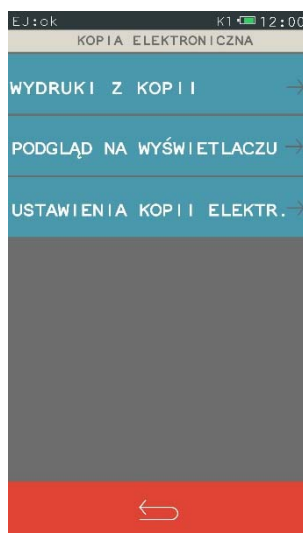 EJ:ok K1 12:00
KOPIA ELEKTRONICZNA
WYDRUKI Z KOPII
PODGLĄD NA WYŚWIETLACZU
USTAWIENIA KOPII ELEKTR.